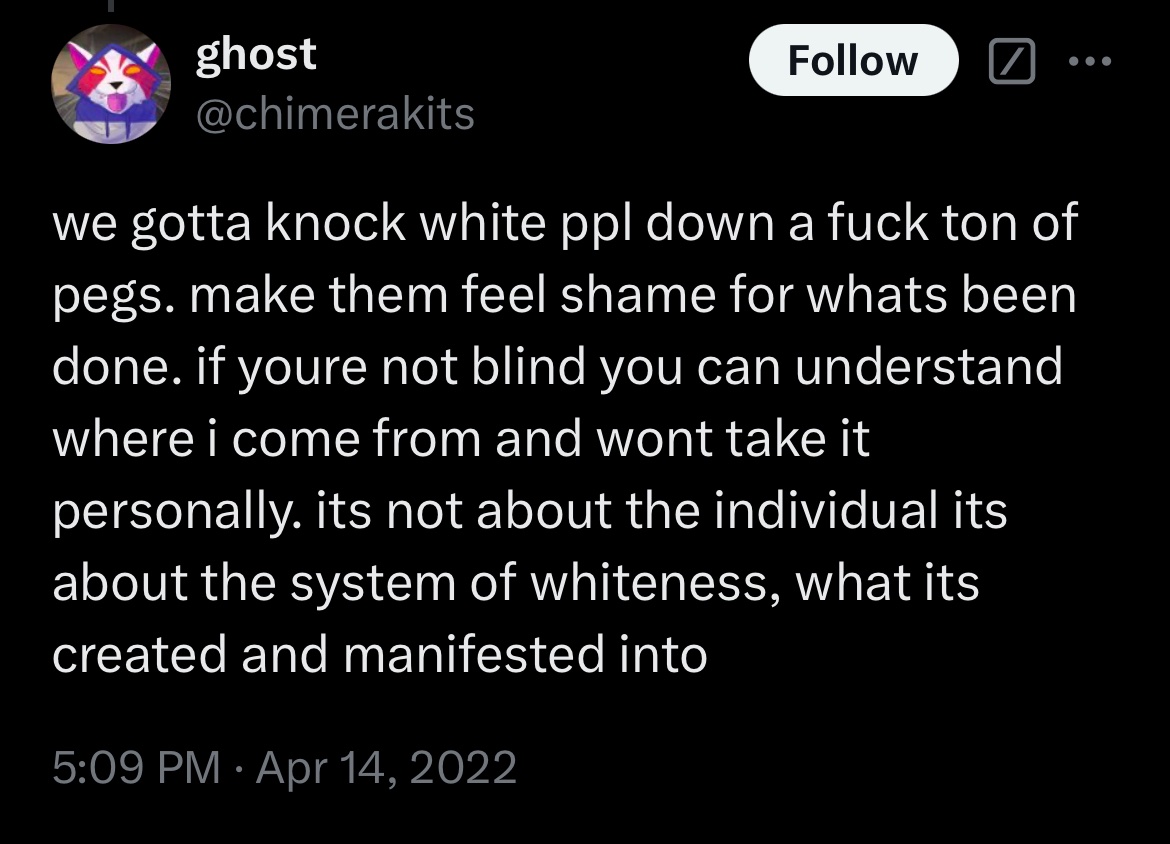 ghost
Follow
@chimerakits
we gotta knock white ppl down a fuck ton of
pegs. make them feel shame for whats been
done. if youre not blind you can understand
where i come from and wont take it
personally. its not about the individual its
about the system of whiteness, what its
created and manifested into
5:09 PM · Apr 14, 2022